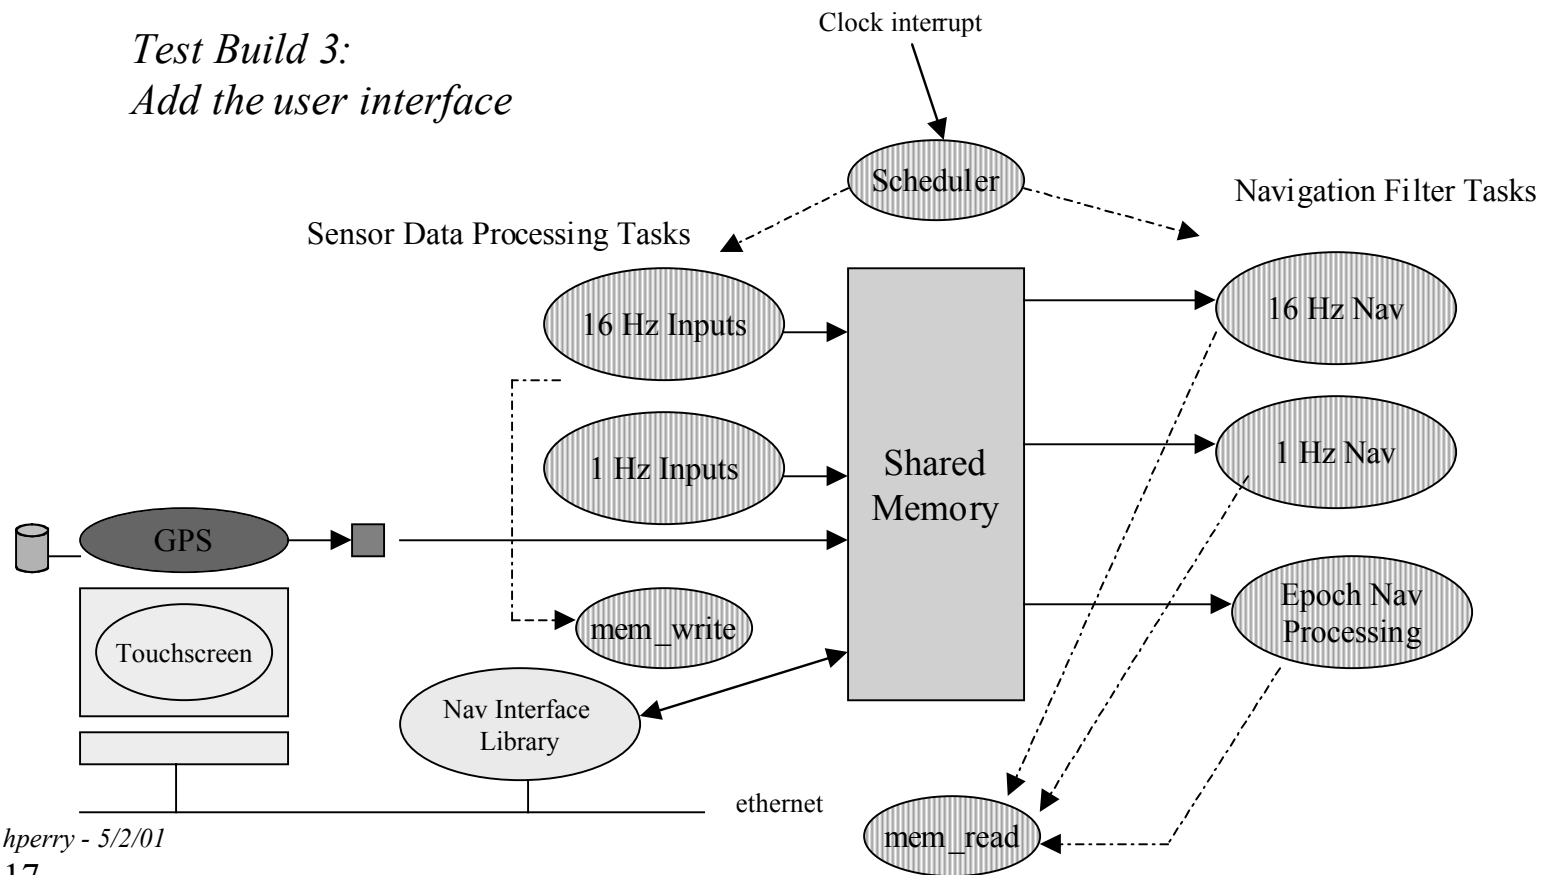 Test Build 3:
Add the user interface
Clock interrupt
Scheduler
Navigation Filter Tasks
Sensor Data Processing Tasks
16 Hz Inputs
16 Hz Nav
1 Hz Inputs
1 Hz Nav
Shared
Memory
GPS
Epoch Nav
Processing
mem_write
Touchscreen
Nav Interface
Library
ethernet
mem_read
hperry - 5/2/01
17